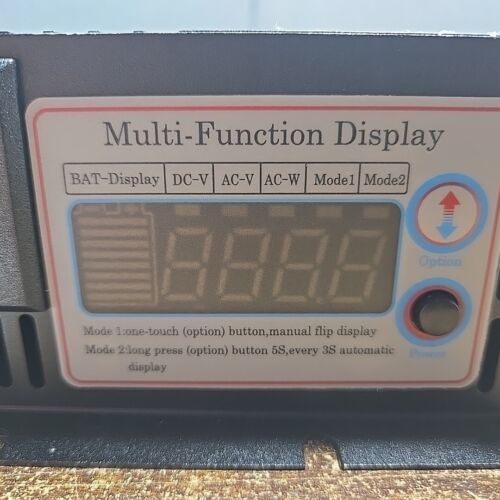 Multi-Function Display
BAT-Display DC-V AC-V AC-W Mode1 Mode2
Option
Mode 1:one-touch (option) button,manual flip display
Mode 2:long press (option) button 5S,every 3S automatic
display
Power